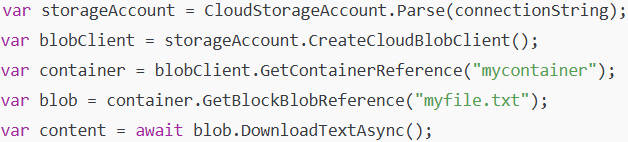 var storageAccount = CloudStorageAccount.Parse(connectionString);
var blobClient = storageAccount.CreateCloudBlobClient();
var container = blobClient.GetContainerReference("mycontainer");
var blob = container.GetBlockBlobReference("myfile.txt");
var content = await blob.DownloadTextAsync();